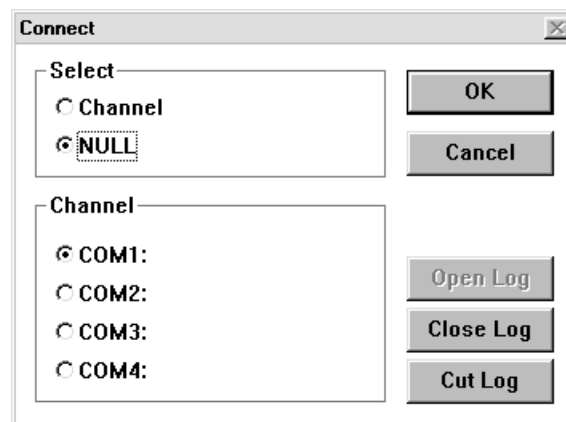 Connect
Select
Channel
NULL
OK
Cancel
Channel
COM1:
COM2:
COM3:
COM4:
Open Log
Close Log
Cut Log